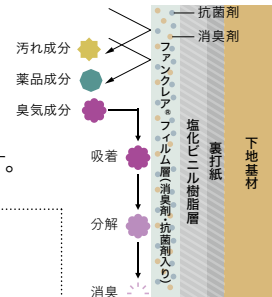 抗菌剤
消臭剤
汚れ成分
薬品成分
臭気成分
す。
吸着
分解
消臭
ファンクレア®フィルム層(消臭剤・抗菌剤入り)
塩化ビニル樹脂層
裏打紙
下地基材